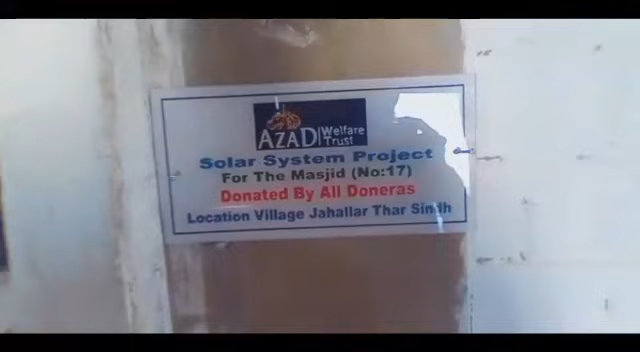 AZAD Welfare Trust
Solar System Project
For The Masjid (No:17)
Donated By All Doneras
Location Village Jahallar Thar Sindh